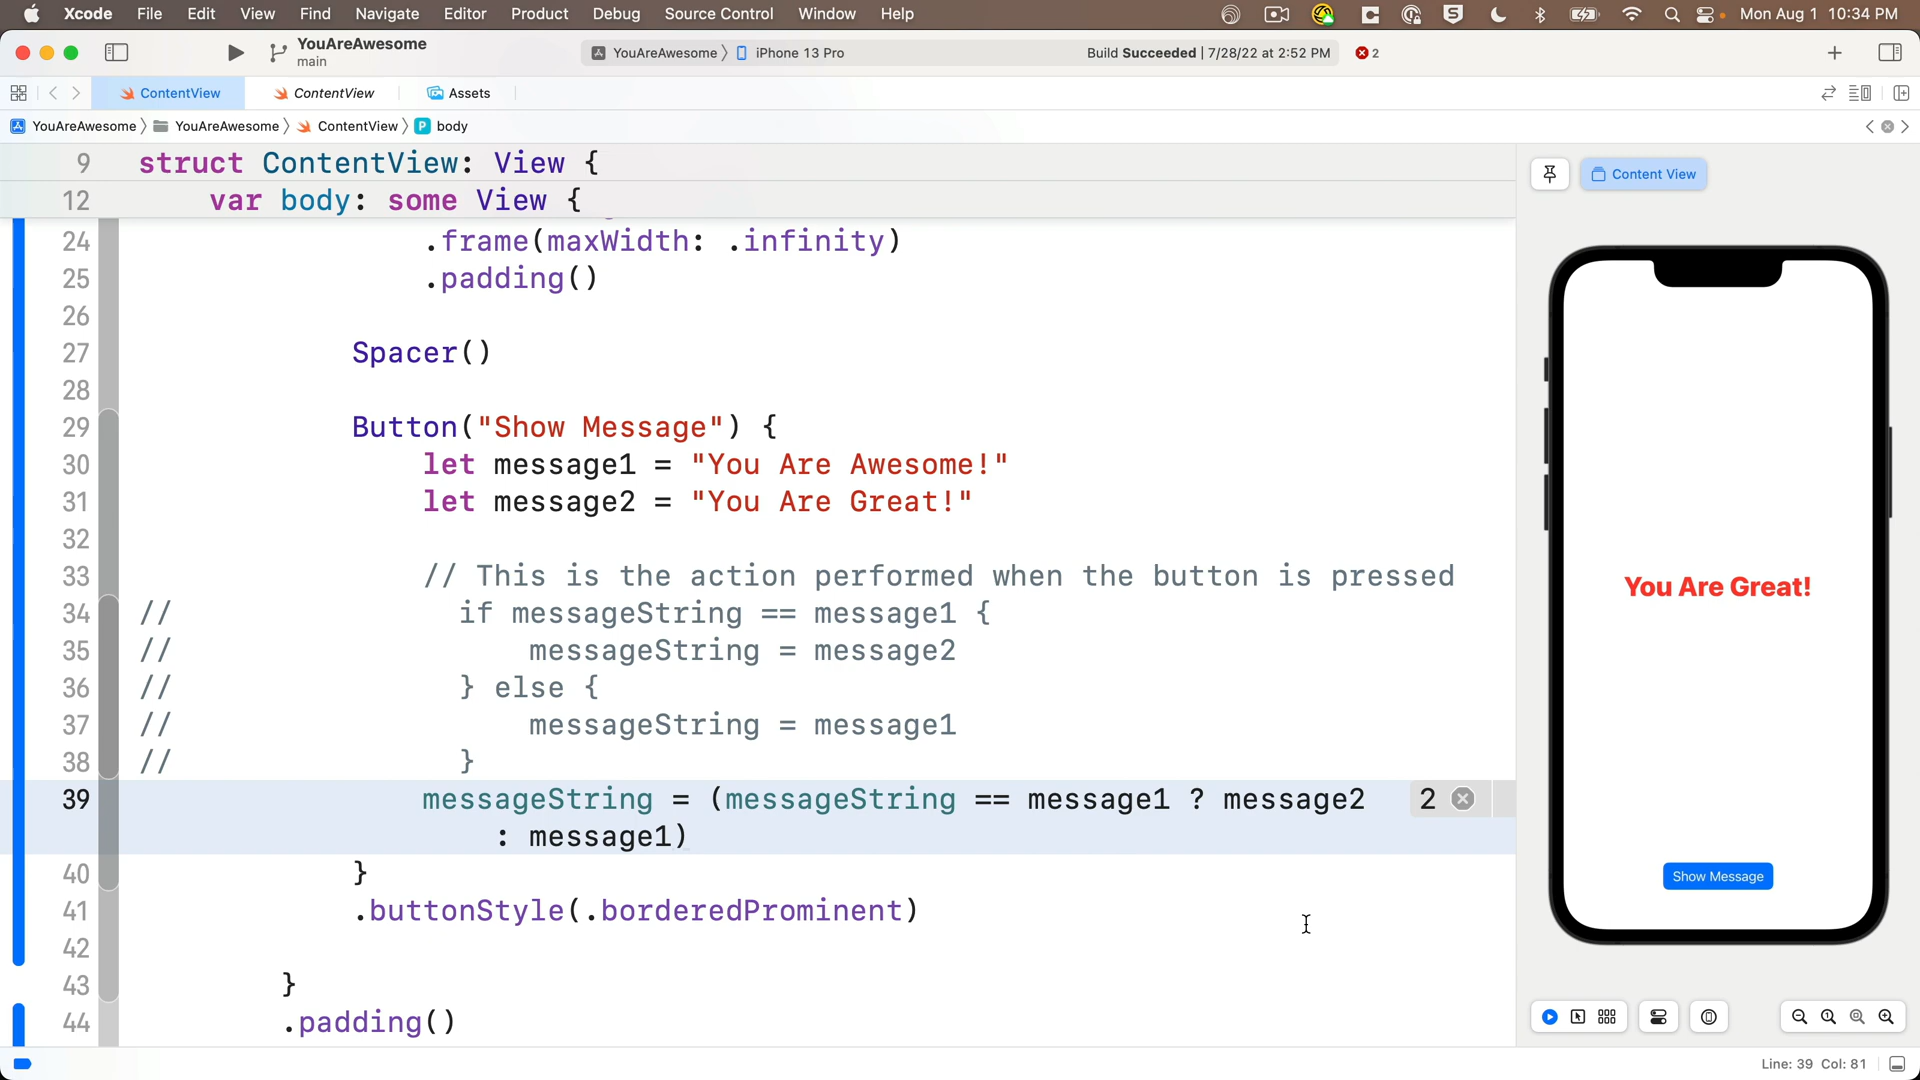 Xcode File Edit View Find Navigate Editor Product Debug Source Control Window Help Mon Aug 1 10:34 PM
YouAreAwesome
main
YouAreAwesome iPhone 13 Pro Build Succeeded | 7/28/22 at 2:52 PM 2
ContentView ContentView Assets
YouAreAwesome YouAreAwesome ContentView P body
9 struct ContentView: View {
12 var body: some View {
24 .frame(maxWidth: .infinity)
25 .padding()
26
27 Spacer()
28
29 Button("Show Message") {
30 let message1 = "You Are Awesome!"
31 let message2 = "You Are Great!"
32
33 // This is the action performed when the button is pressed
34 // if messageString == message1 {
35 // messageString = message2
36 // } else {
37 // messageString = message1
38 // }
39 messageString = (messageString == message1 ? message2 2
: message1)
40 }
41 .buttonStyle(.borderedProminent)
42
43 }
44 .padding()
Content View
You Are Great!
Show Message
Line: 39 Col: 81